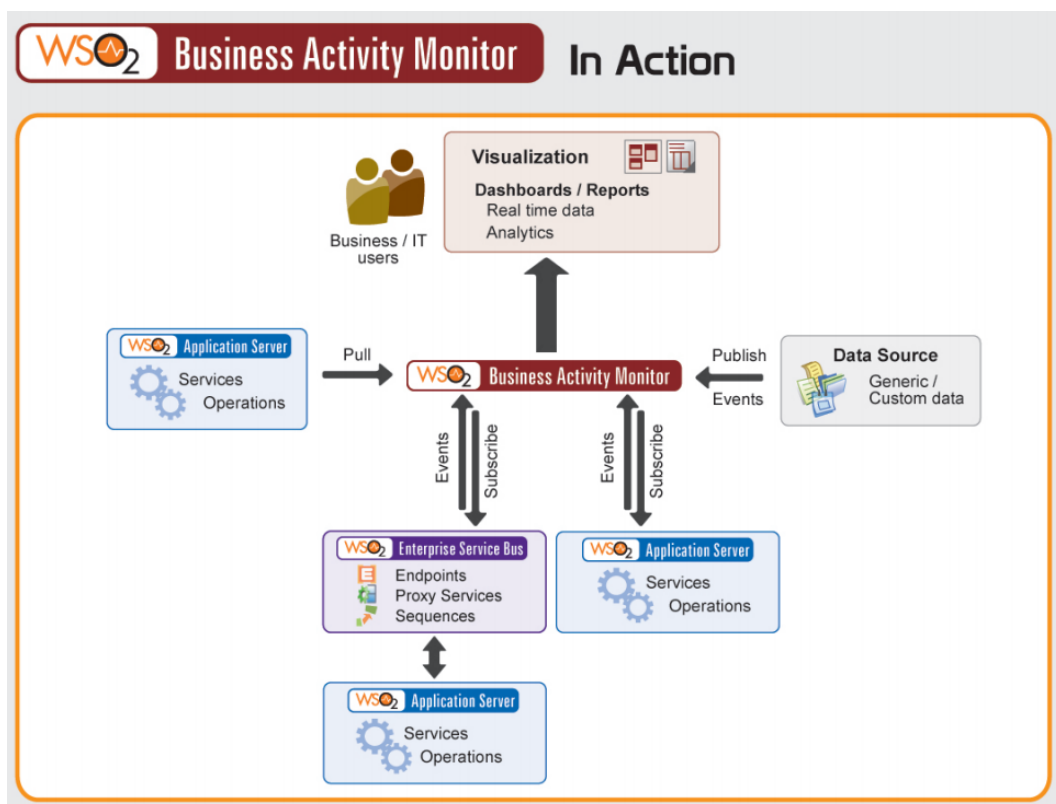 WSO2 Business Activity Monitor In Action
Visualization
Dashboards / Reports
Real time data
Analytics
Business / IT
users
WSO2 Application Server
Services
Operations
Pull
WSO2 Business Activity Monitor
Publish
Events
Data Source
Generic /
Custom data
Events
Subscribe
Events
Subscribe
WSO2 Enterprise Service Bus
E Endpoints
Proxy Services
Sequences
WSO2 Application Server
Services
Operations
WSO2 Application Server
Services
Operations